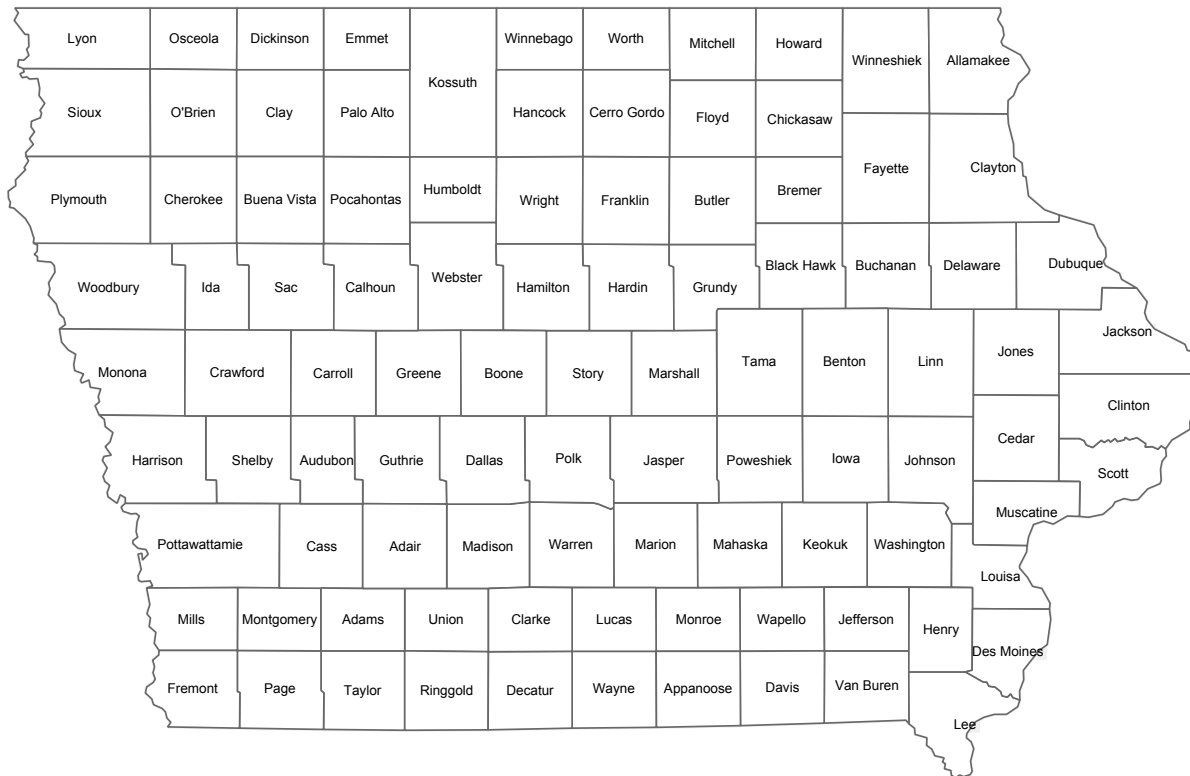 Lyon
Osceola
Dickinson
Emmet
Winnebago
Worth
Mitchell
Howard
Winneshiek
Allamakee
Kossuth
Sioux
O'Brien
Clay
Palo Alto
Hancock
Cerro Gordo
Floyd
Chickasaw
Fayette
Clayton
Plymouth
Cherokee
Buena Vista
Pocahontas
Humboldt
Wright
Franklin
Butler
Bremer
Woodbury
Ida
Sac
Calhoun
Webster
Hamilton
Hardin
Grundy
Black Hawk
Buchanan
Delaware
Dubuque
Monona
Crawford
Carroll
Greene
Boone
Story
Marshall
Tama
Benton
Linn
Jones
Jackson
Clinton
Harrison
Shelby
Audubon
Guthrie
Dallas
Polk
Jasper
Poweshiek
Iowa
Johnson
Cedar
Scott
Muscatine
Pottawattamie
Cass
Adair
Madison
Warren
Marion
Mahaska
Keokuk
Washington
Louisa
Mills
Montgomery
Adams
Union
Clarke
Lucas
Monroe
Wapello
Jefferson
Henry
Des Moines
Fremont
Page
Taylor
Ringgold
Decatur
Wayne
Appanoose
Davis
Van Buren
Lee